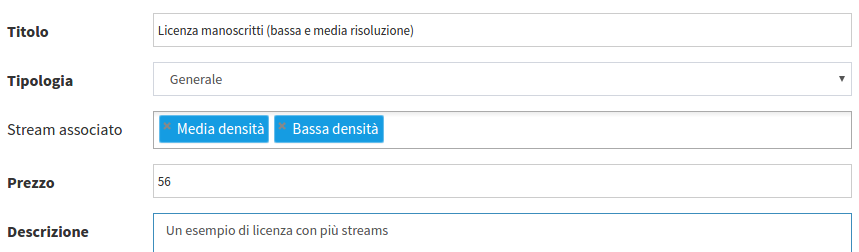 Titolo Licenza manoscritti (bassa e media risoluzione)
Tipologia Generale
Stream associato × Media densità × Bassa densità
Prezzo 56
Descrizione Un esempio di licenza con più streams